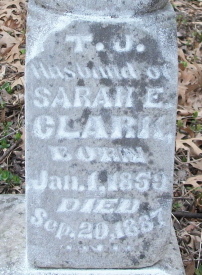 T. J.
Husband of
SARAH E.
CLARK
BORN
Jan. 1. 1859
DIED
Sep. 20. 1887